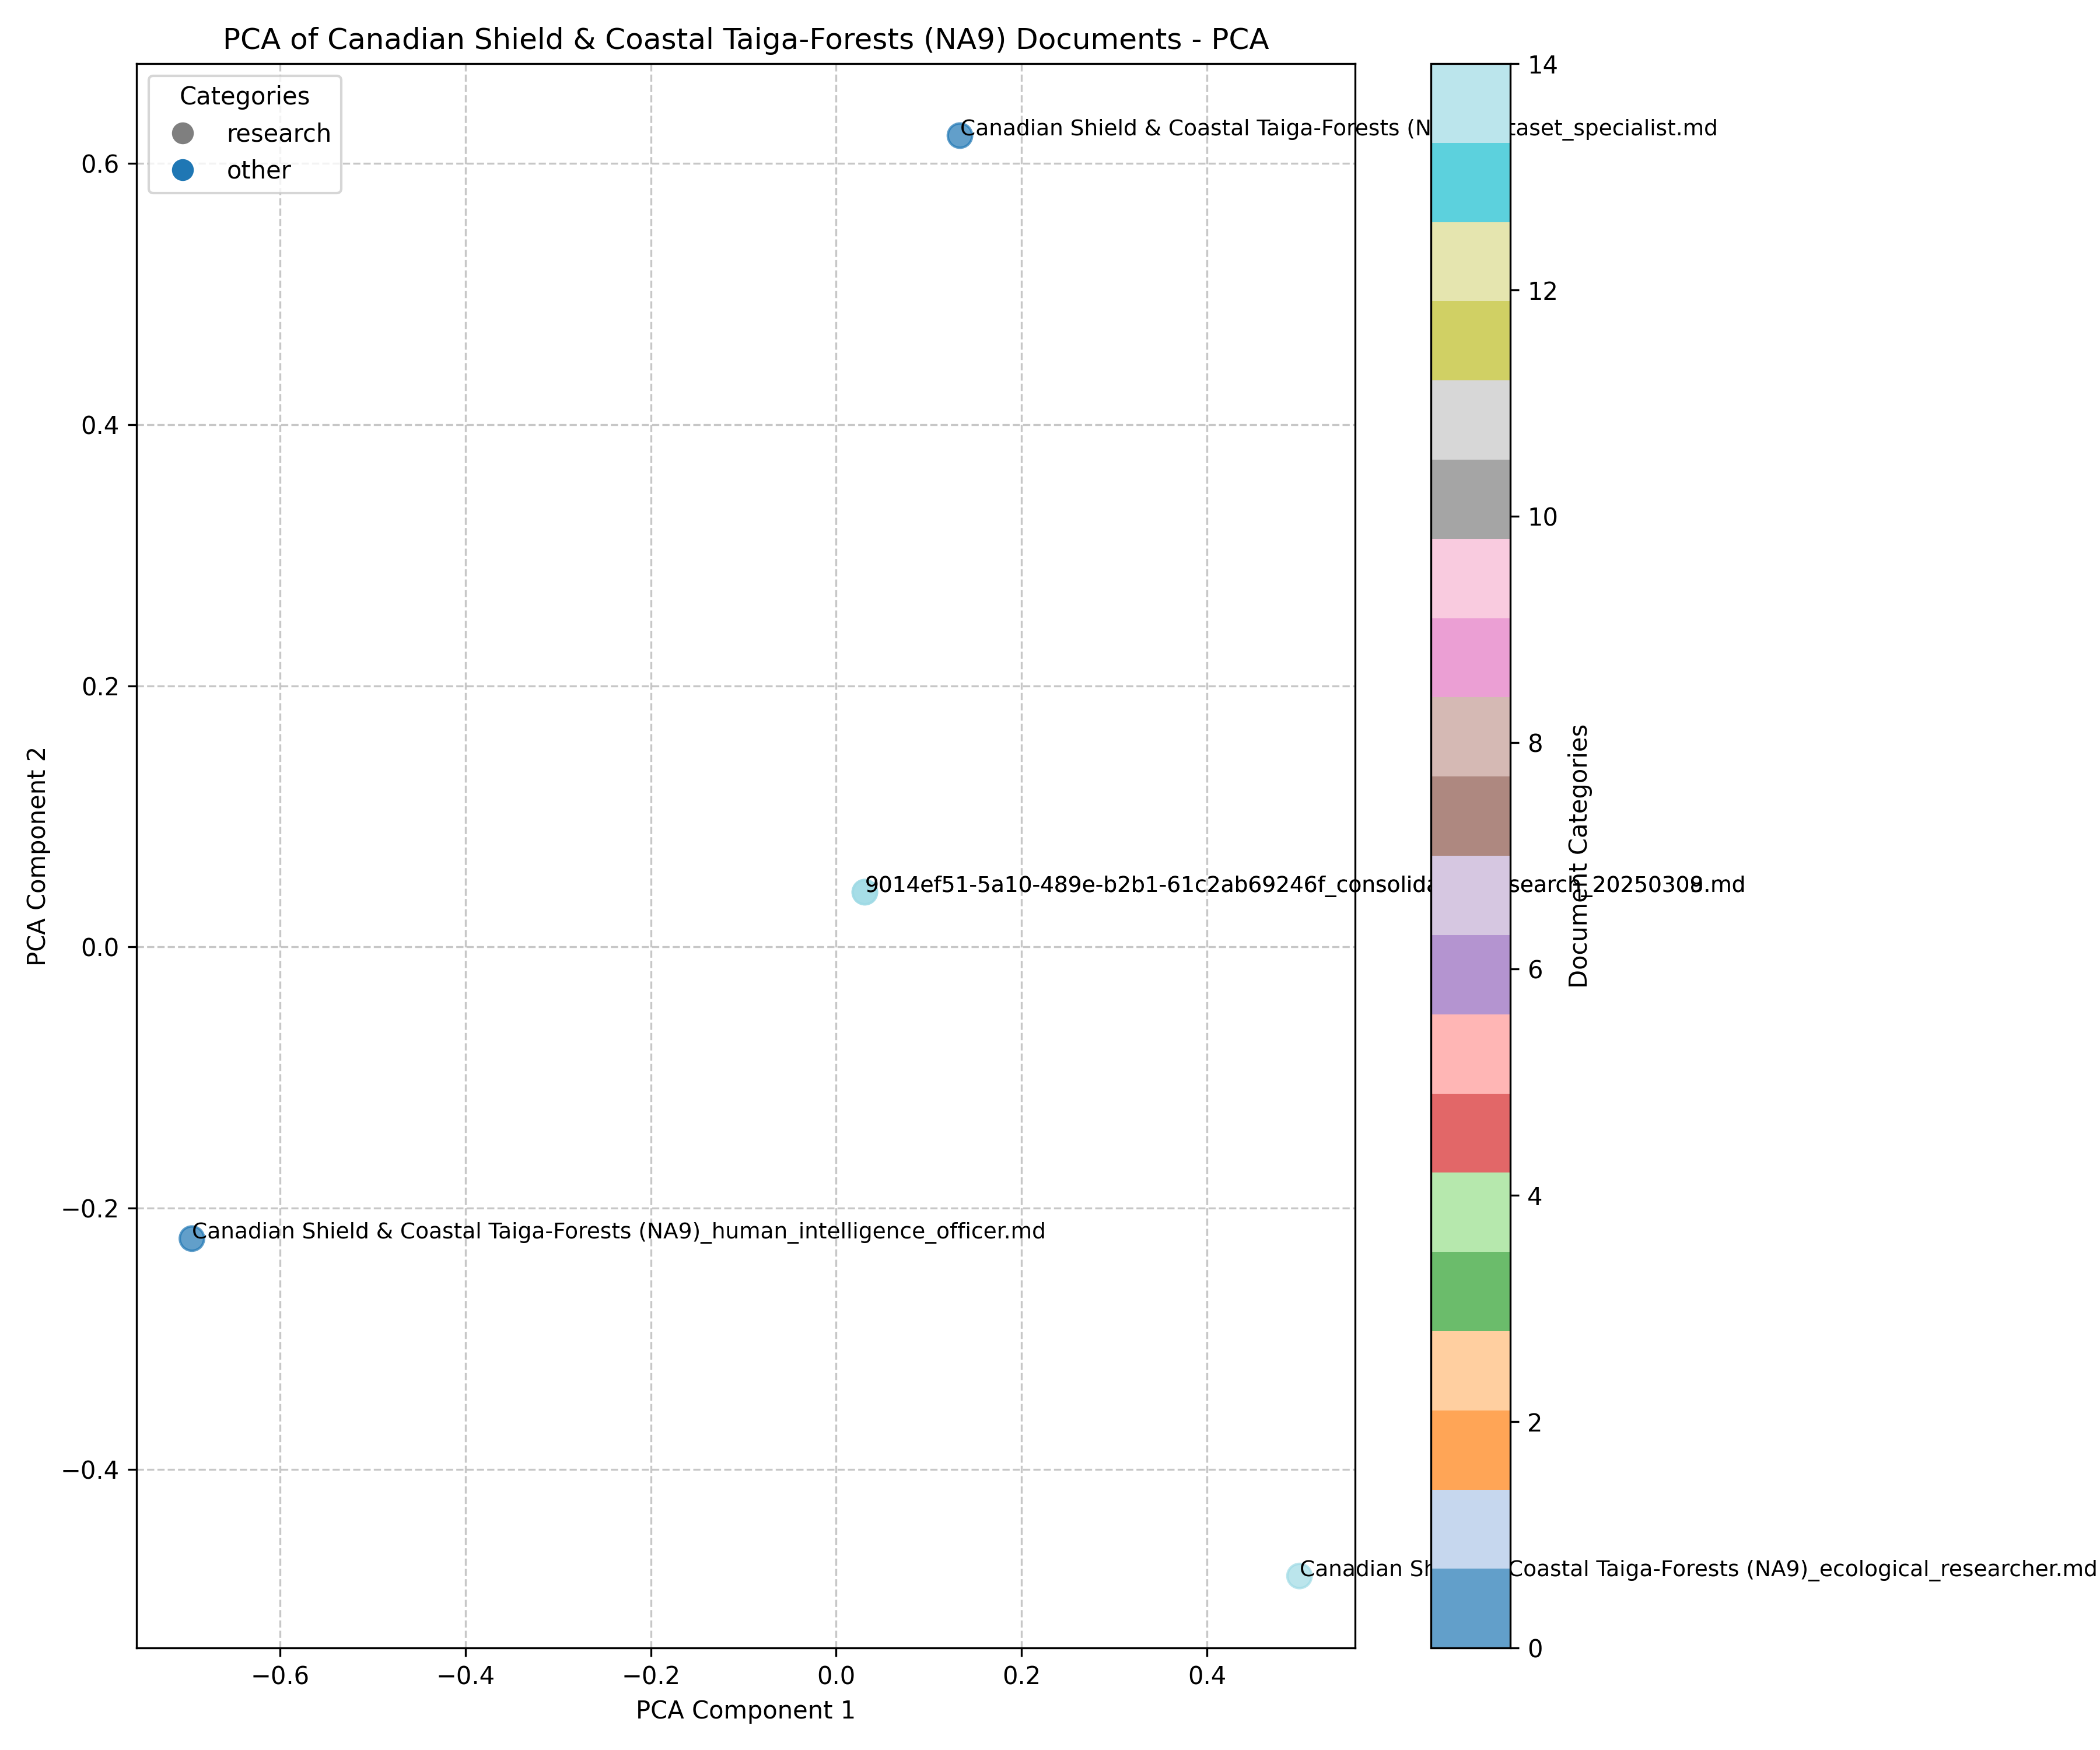 PCA of Canadian Shield & Coastal Taiga-Forests (NA9) Documents - PCA
Categories
research
other
Canadian Shield & Coastal Taiga-Forests (N taset_specialist.md
9014ef51-5a10-489e-b2b1-61c2ab69246f_consolida search_ .md
Canadian Shield & Coastal Taiga-Forests (NA9)_human_intelligence_officer.md
Canadian Sh Coastal Taiga-Forests (NA9)_ecological_researcher.md
0.6
0.4
0.2
0.0
−0.2
−0.4
PCA Component 2
−0.6
−0.4
−0.2
0.0
0.2
0.4
PCA Component 1
14
12
10
8
6
4
2
0
Document Categories